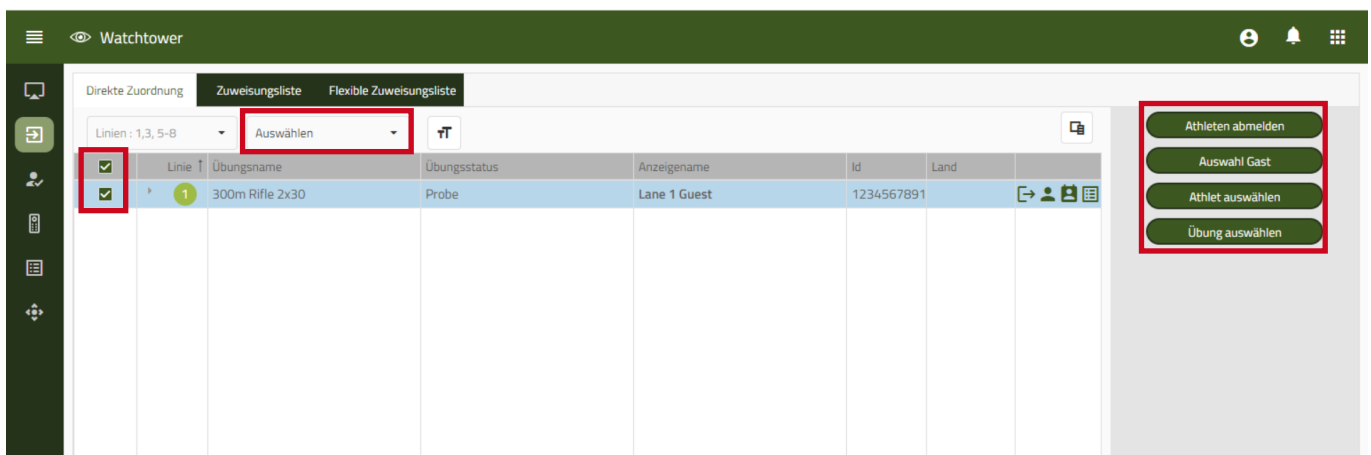 Watchtower
Direkte Zuordnung Zuweisungsliste Flexible Zuweisungsliste
Linien : 1,3, 5-8 Auswählen TT
Linie ↑ Übungsname Übungsstatus Anzeigename Id Land
1 300m Rifle 2x30 Probe Lane 1 Guest 1234567891
Athleten abmelden
Auswahl Gast
Athlet auswählen
Übung auswählen